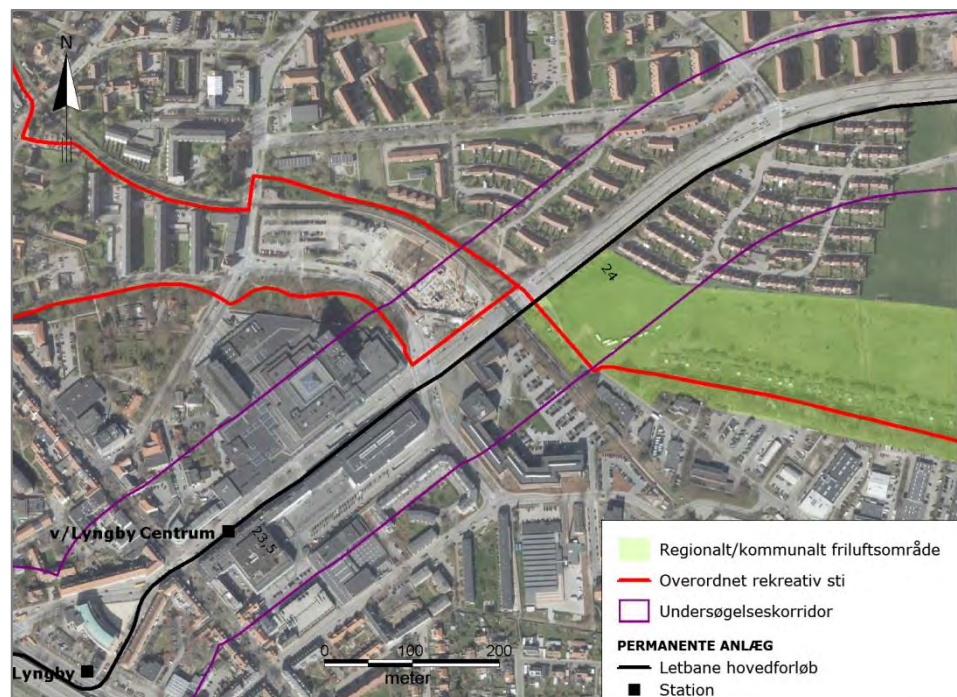 N
24
v/Lyngby Centrum
23,5
Lyngby
0
100
200
meter
Regionalt/kommunalt friluftsområde
Overordnet rekreativ sti
Undersøgelseskorridor
PERMANENTE ANLÆG
Letbane hovedforløb
Station